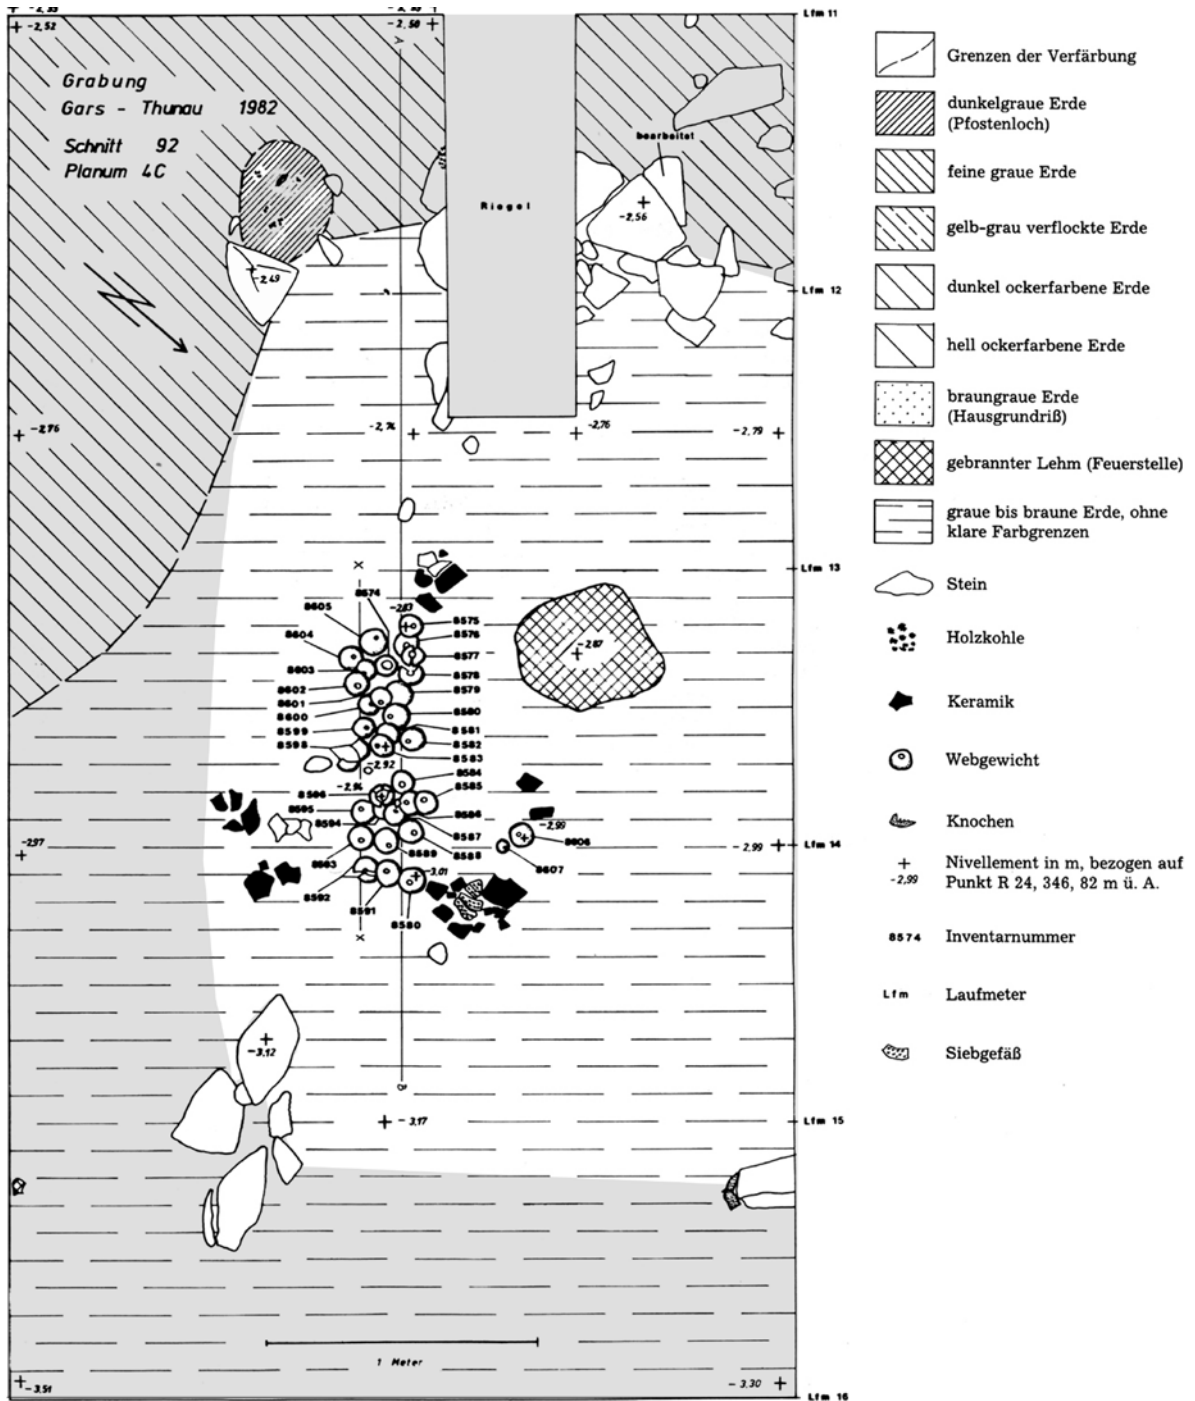 -2,50
Lfm 11
-2,52
Grabung
Gars - Thunau 1982
Schnitt 92
Planum 4C
bearbeitet
Riegel
-2,56
-2,49
Lfm 12
-2,76
-2,74
-2,76
-2,79
Lfm 13
8574
8605
-2,83
8575
8604
8576
8577
8603
8578
-2,87
8602
8579
8601
8600
8580
8599
8581
8598
8582
8583
-2,92
8584
-2,94
8585
8596
8595
8586
8594
-2,99
8587
8606
-2,97
8589
8588
-2,99
Lfm 14
8593
8607
-3,01
8592
8591
8580
-3,12
-3,17
Lfm 15
1 Meter
-3,51
-3,30
Lfm 16
Grenzen der Verfärbung
dunkelgraue Erde
(Pfostenloch)
feine graue Erde
gelb-grau verflockte Erde
dunkel ockerfarbene Erde
hell ockerfarbene Erde
braungraue Erde
(Hausgrundriß)
gebrannter Lehm (Feuerstelle)
graue bis braune Erde, ohne
klare Farbgrenzen
Stein
Holzkohle
Keramik
Webgewicht
Knochen
-2,99
Nivellement in m, bezogen auf
Punkt R 24, 346, 82 m ü. A.
8574
Inventarnummer
Lfm
Laufmeter
Siebgefäß